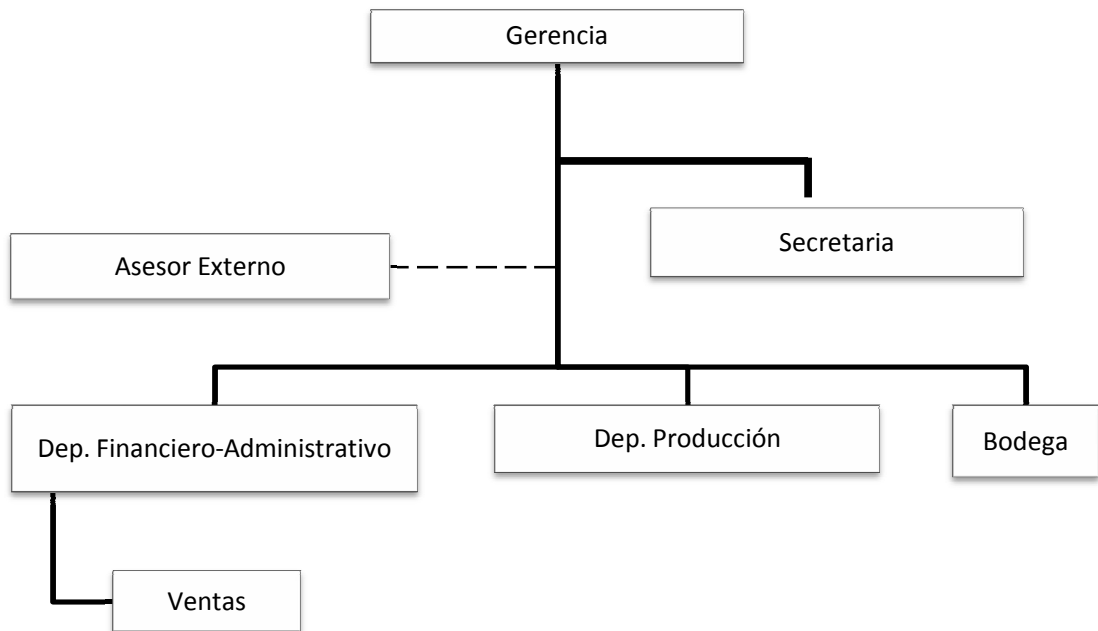 Gerencia
Secretaria
Asesor Externo
Dep. Financiero-Administrativo
Dep. Producción
Bodega
Ventas